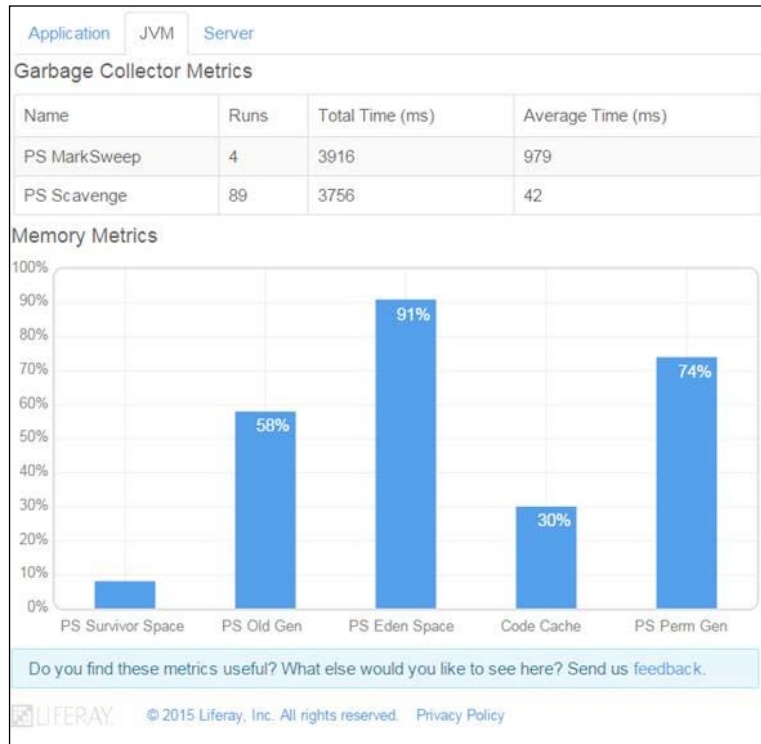 Application JVM Server
Garbage Collector Metrics
Name Runs Total Time (ms) Average Time (ms)
PS MarkSweep 4 3916 979
PS Scavenge 89 3756 42
Memory Metrics
100%
90%
80%
70%
60%
50%
40%
30%
20%
10%
0%
58%
91%
30%
74%
PS Survivor Space PS Old Gen PS Eden Space Code Cache PS Perm Gen
Do you find these metrics useful? What else would you like to see here? Send us feedback.
LIFERAY. © 2015 Liferay, Inc. All rights reserved. Privacy Policy